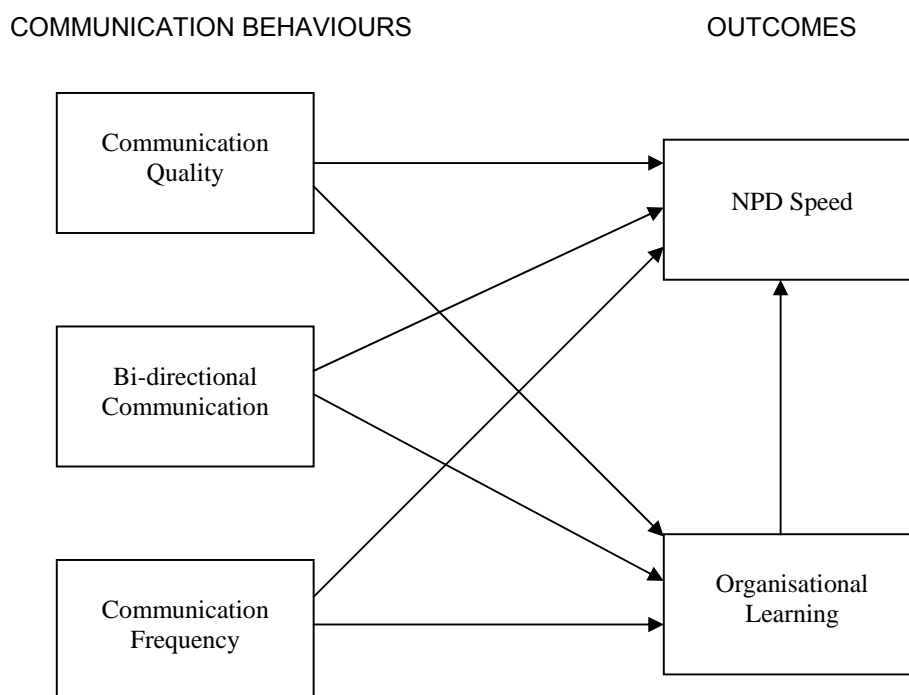 COMMUNICATION BEHAVIOURS
OUTCOMES
Communication
Quality
NPD Speed
Bi-directional
Communication
Communication
Frequency
Organisational
Learning